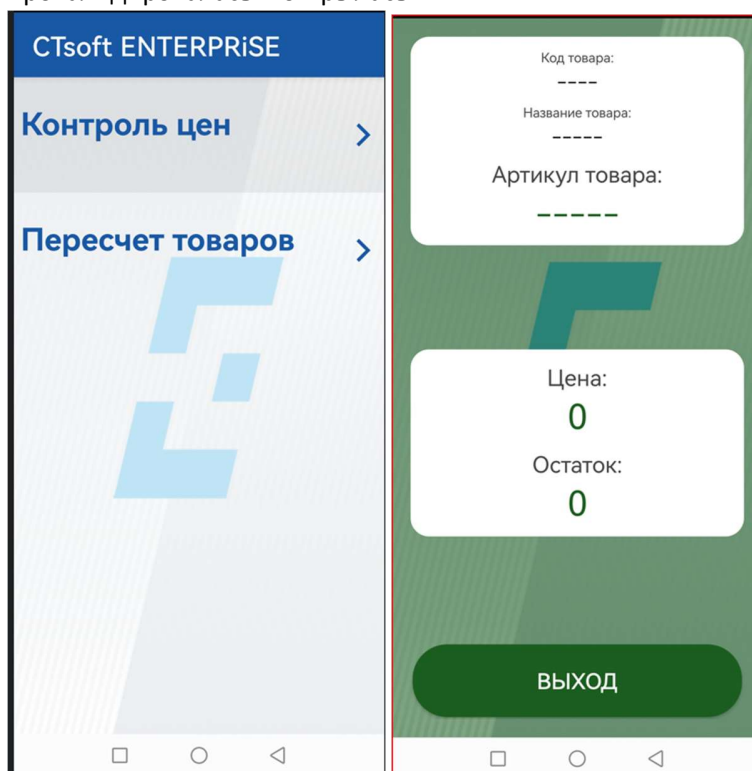 CTsoft ENTERPRiSE
Контроль цен
Пересчет товаров
Код товара:
----
Название товара:
-----
Артикул товара:
-----
Цена:
0
Остаток:
0
ВЫХОД